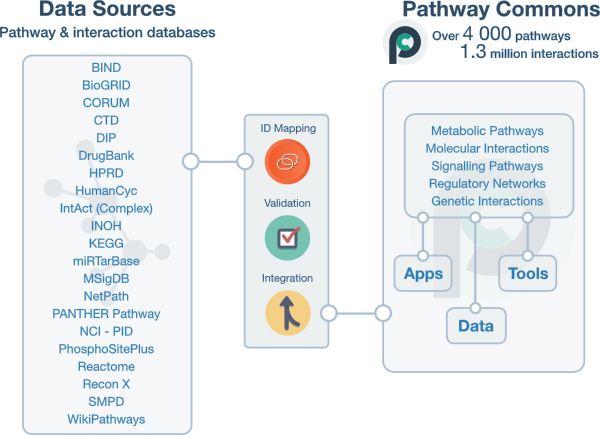 Data Sources
Pathway & interaction databases
BIND
BioGRID
CORUM
CTD
DIP
DrugBank
HPRD
HumanCyc
IntAct (Complex)
INOH
KEGG
miRTarBase
MSigDB
NetPath
PANTHER Pathway
NCI - PID
PhosphoSitePlus
Reactome
Recon X
SMPD
WikiPathways
ID Mapping
Validation
Integration
Pathway Commons
Over 4 000 pathways
1.3 million interactions
Metabolic Pathways
Molecular Interactions
Signalling Pathways
Regulatory Networks
Genetic Interactions
Apps
Tools
Data